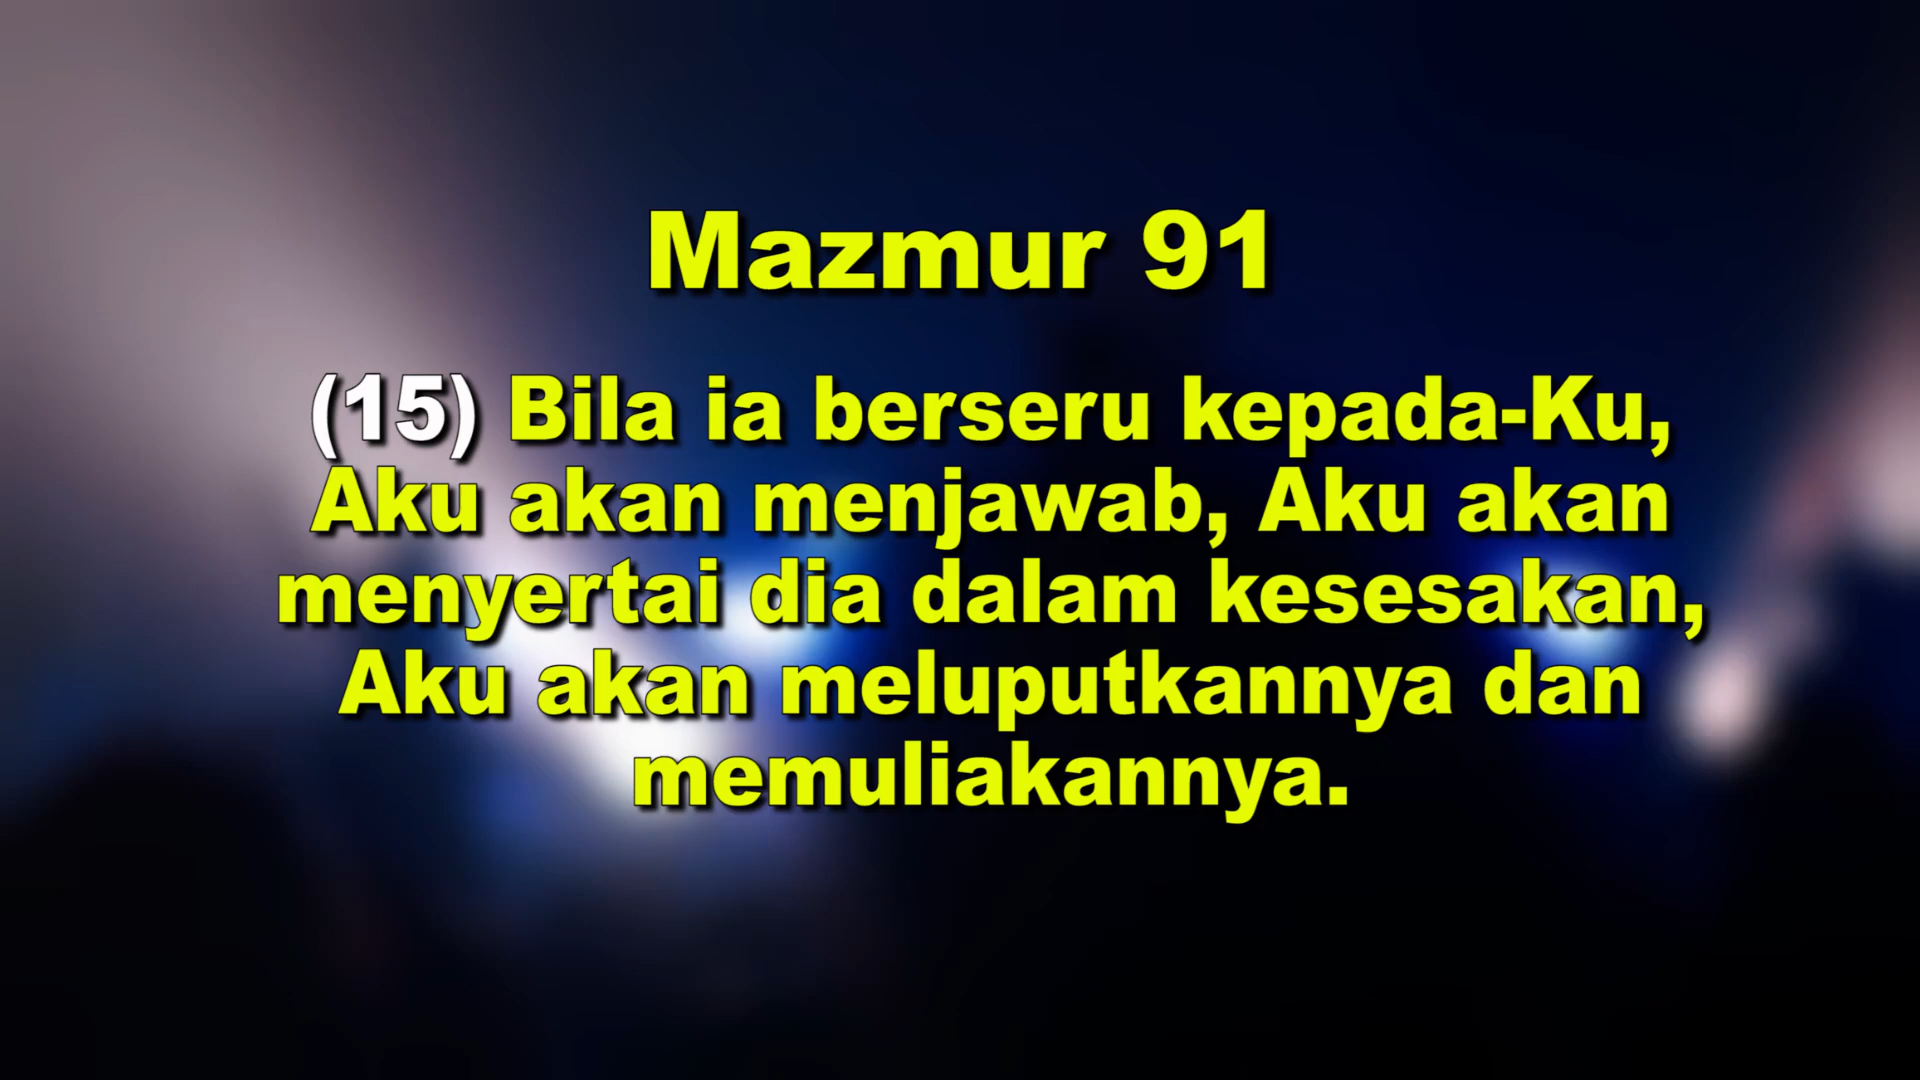 Mazmur 91
(15) Bila ia berseru kepada-Ku,
Aku akan menjawab, Aku akan
menyertai dia dalam kesesakan,
Aku akan meluputkannya dan
memuliakannya.